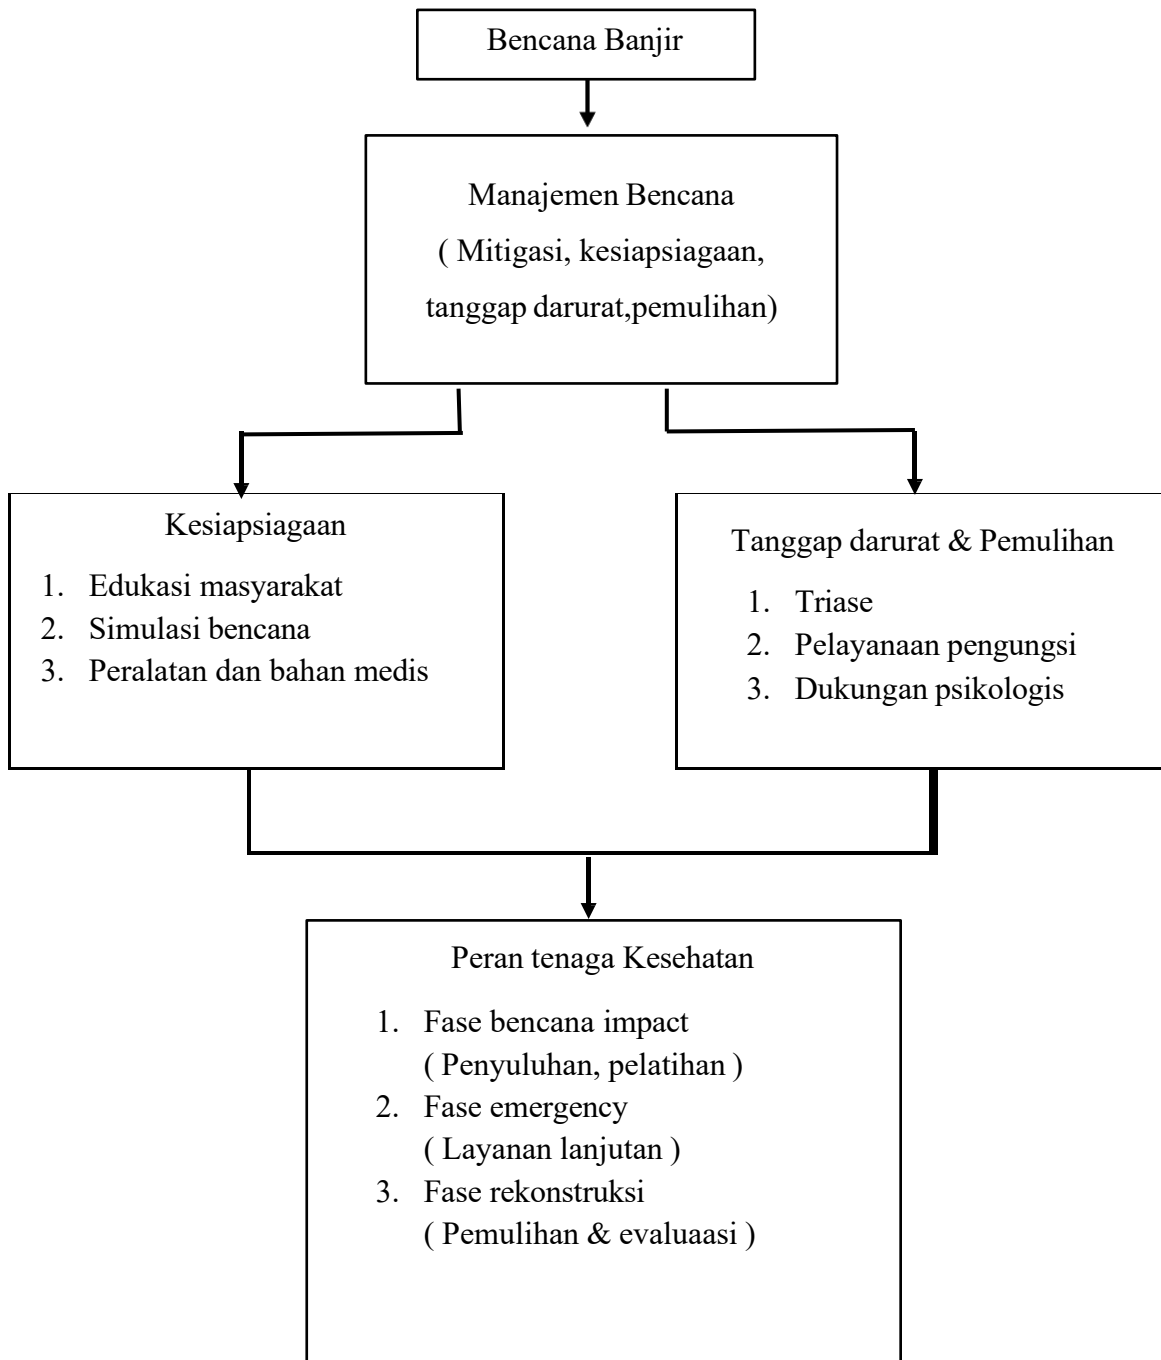 Bencana Banjir
Manajemen Bencana
( Mitigasi, kesiapsiagaan,
tanggap darurat,pemulihan)
Kesiapsiagaan
1. Edukasi masyarakat
2. Simulasi bencana
3. Peralatan dan bahan medis
Tanggap darurat & Pemulihan
1. Triase
2. Pelayanaan pengungsi
3. Dukungan psikologis
Peran tenaga Kesehatan
1. Fase bencana impact
( Penyuluhan, pelatihan )
2. Fase emergency
( Layanan lanjutan )
3. Fase rekonstruksi
( Pemulihan & evaluaasi )